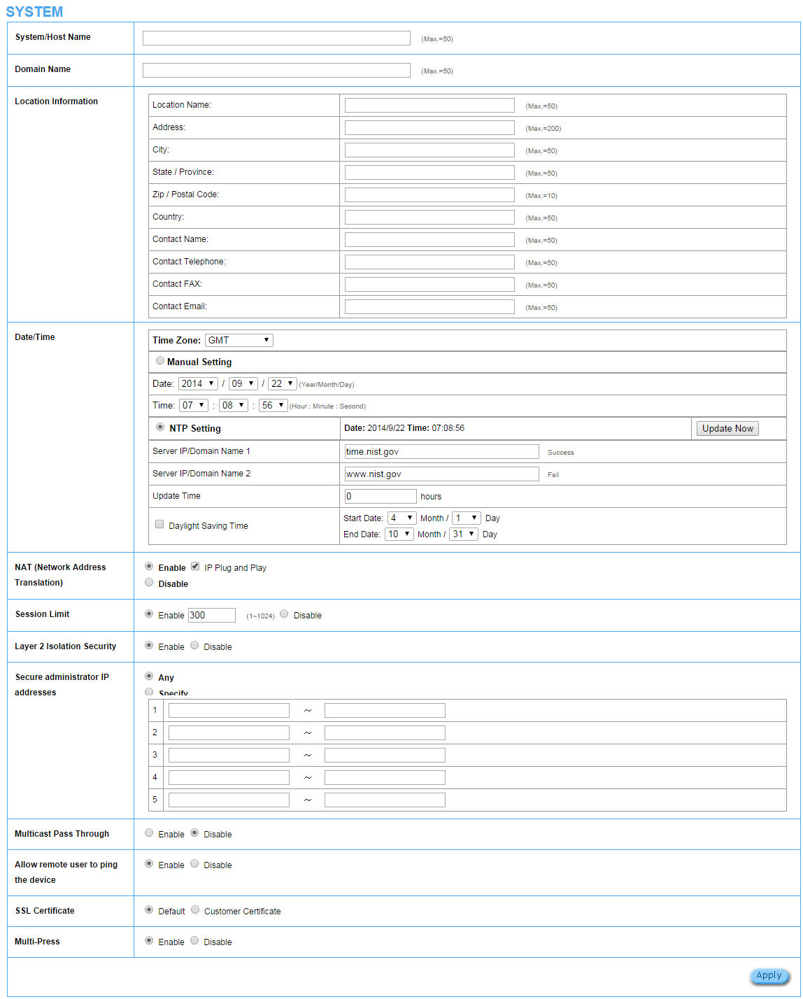 SYSTEM
System/Host Name (Max.=50)
Domain Name (Max.=50)
Location Information
Location Name: (Max.=50)
Address: (Max.=200)
City: (Max.=50)
State / Province: (Max.=50)
Zip / Postal Code: (Max.=10)
Country: (Max.=50)
Contact Name: (Max.=50)
Contact Telephone: (Max.=50)
Contact FAX: (Max.=50)
Contact Email: (Max.=50)
Date/Time
Time Zone: GMT
Manual Setting
Date: 2014 / 09 / 22 (Year/Month/Day)
Time: 07 : 08 : 56 (Hour : Minute : Second)
NTP Setting Date: 2014/9/22 Time: 07:08:56 Update Now
Server IP/Domain Name 1 time.nist.gov Success
Server IP/Domain Name 2 www.nist.gov Fail
Update Time 0 hours
Daylight Saving Time
Start Date: 4 Month / 1 Day
End Date: 10 Month / 31 Day
NAT (Network Address
Translation)
Enable IP Plug and Play
Disable
Session Limit Enable 300 (1~1024) Disable
Layer 2 Isolation Security Enable Disable
Secure administrator IP
addresses
Any
Specify
1 ~
2 ~
3 ~
4 ~
5 ~
Multicast Pass Through Enable Disable
Allow remote user to ping
the device
Enable Disable
SSL Certificate Default Customer Certificate
Multi-Press Enable Disable
Apply